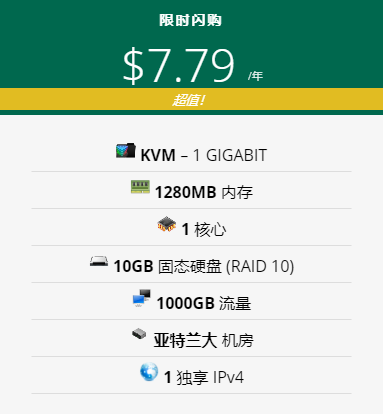 限时闪购
$7.79 /年
超值!
KVM – 1 GIGABIT
1280MB 内存
1 核心
10GB 固态硬盘 (RAID 10)
1000GB 流量
亚特兰大 机房
1 独享 IPv4